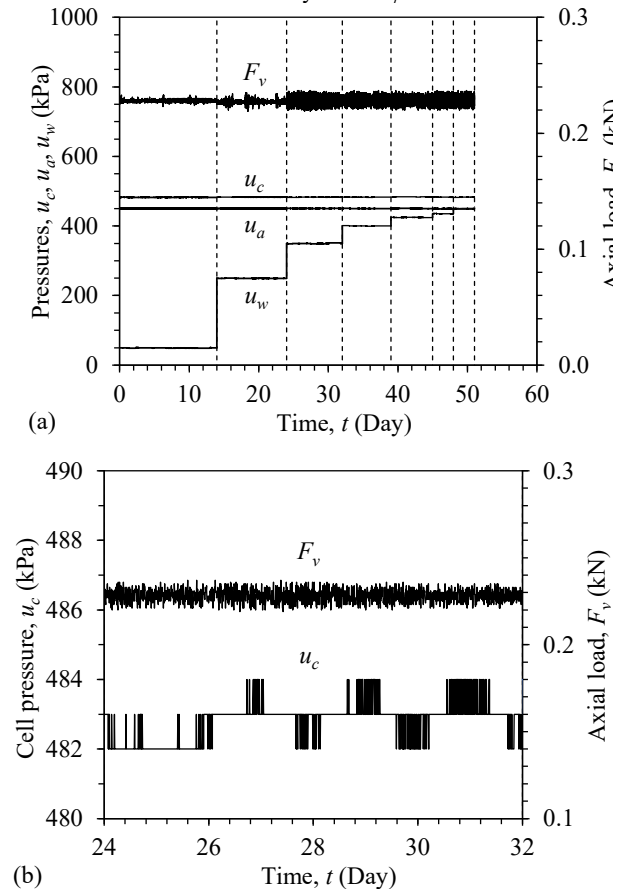 1000
800
600
400
200
0
Pressures, u_c, u_a, u_w (kPa)
F_v
u_c
u_a
u_w
0.3
0.2
0.1
0.0
Axial load, F (kN)
0 10 20 30 40 50 60
(a)
Time, t (Day)
490
488
486
484
482
480
Cell pressure, u_c (kPa)
F_v
u_c
0.3
0.2
0.1
Axial load, F_v (kN)
24 26 28 30 32
(b)
Time, t (Day)